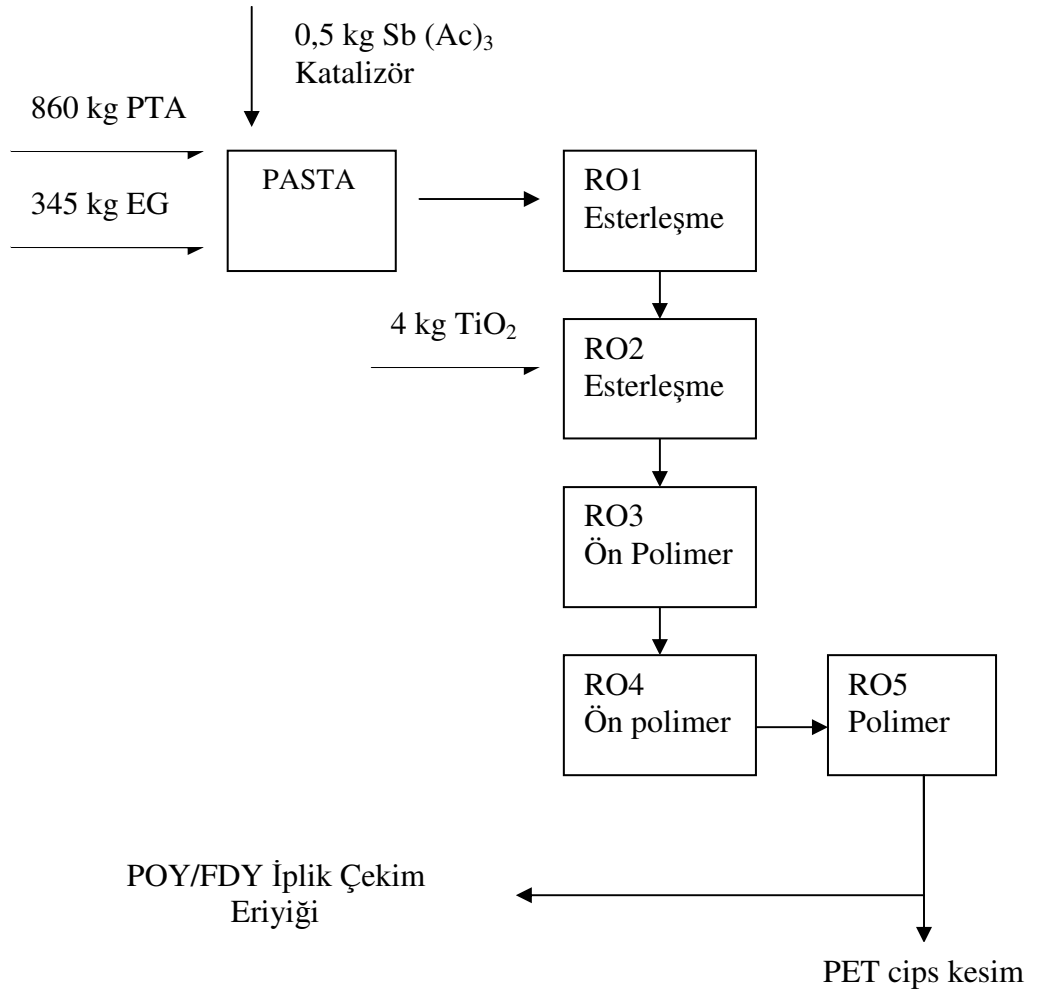 0,5 kg Sb (Ac)₃
Katalizör
860 kg PTA
345 kg EG
PASTA
RO1
Esterleşme
4 kg TiO₂
RO2
Esterleşme
RO3
Ön Polimer
RO4
Ön polimer
RO5
Polimer
POY/FDY İplik Çekim
Eriyiği
PET cips kesim